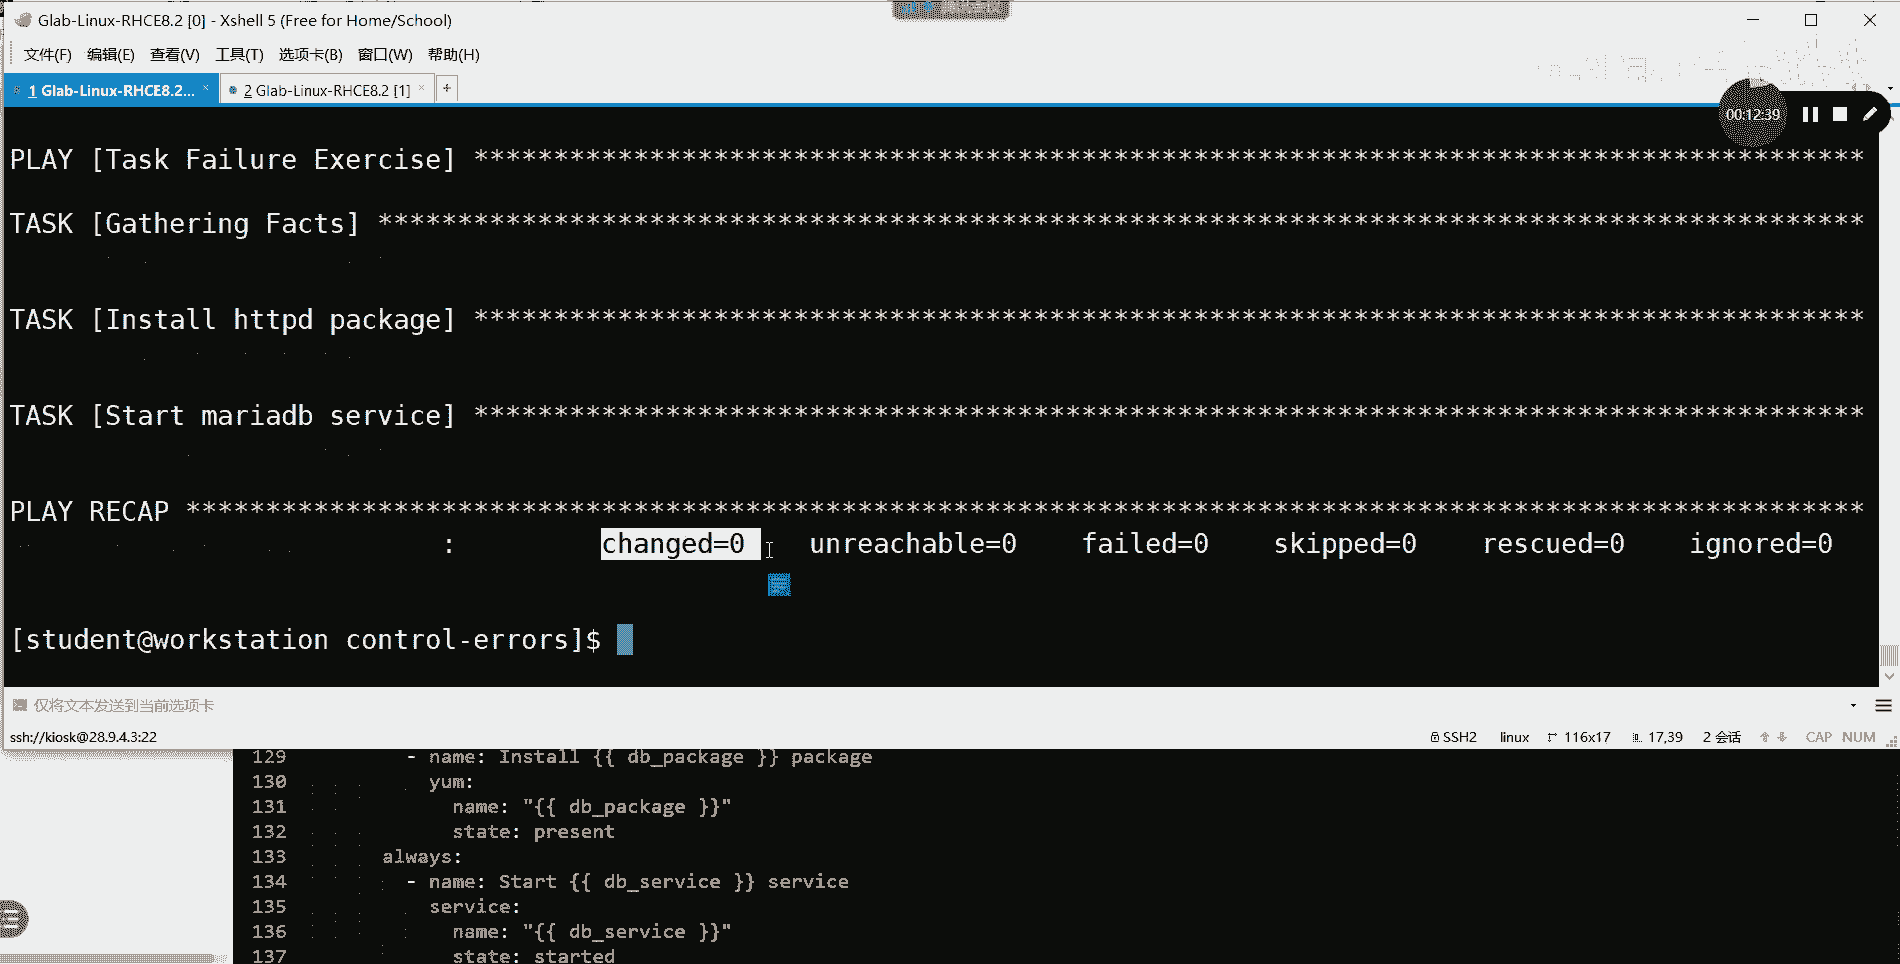 Glab-Linux-RHCE8.2 [0] - Xshell 5 (Free for Home/School)
文件(F) 编辑(E) 查看(V) 工具(T) 选项卡(B) 窗口(W) 帮助(H)
1 Glab-Linux-RHCE8.2... × 2 Glab-Linux-RHCE8.2 [1] × +
00:12:39
PLAY [Task Failure Exercise] ***************************************************************************************
TASK [Gathering Facts] *********************************************************************************************
TASK [Install httpd package] ***************************************************************************************
TASK [Start mariadb service] ***************************************************************************************
PLAY RECAP *********************************************************************************************************
: changed=0 unreachable=0 failed=0 skipped=0 rescued=0 ignored=0
[student@workstation control-errors]$
仅将文本发送到当前选项卡
ssh://kiosk@28.9.4.3:22 SSH2 linux 116x17 17,39 2 会话 CAP NUM
129 - name: Install {{ db_package }} package
130 yum:
131 name: "{{ db_package }}"
132 state: present
133 always:
134 - name: Start {{ db_service }} service
135 service:
136 name: "{{ db_service }}"
137 state: started